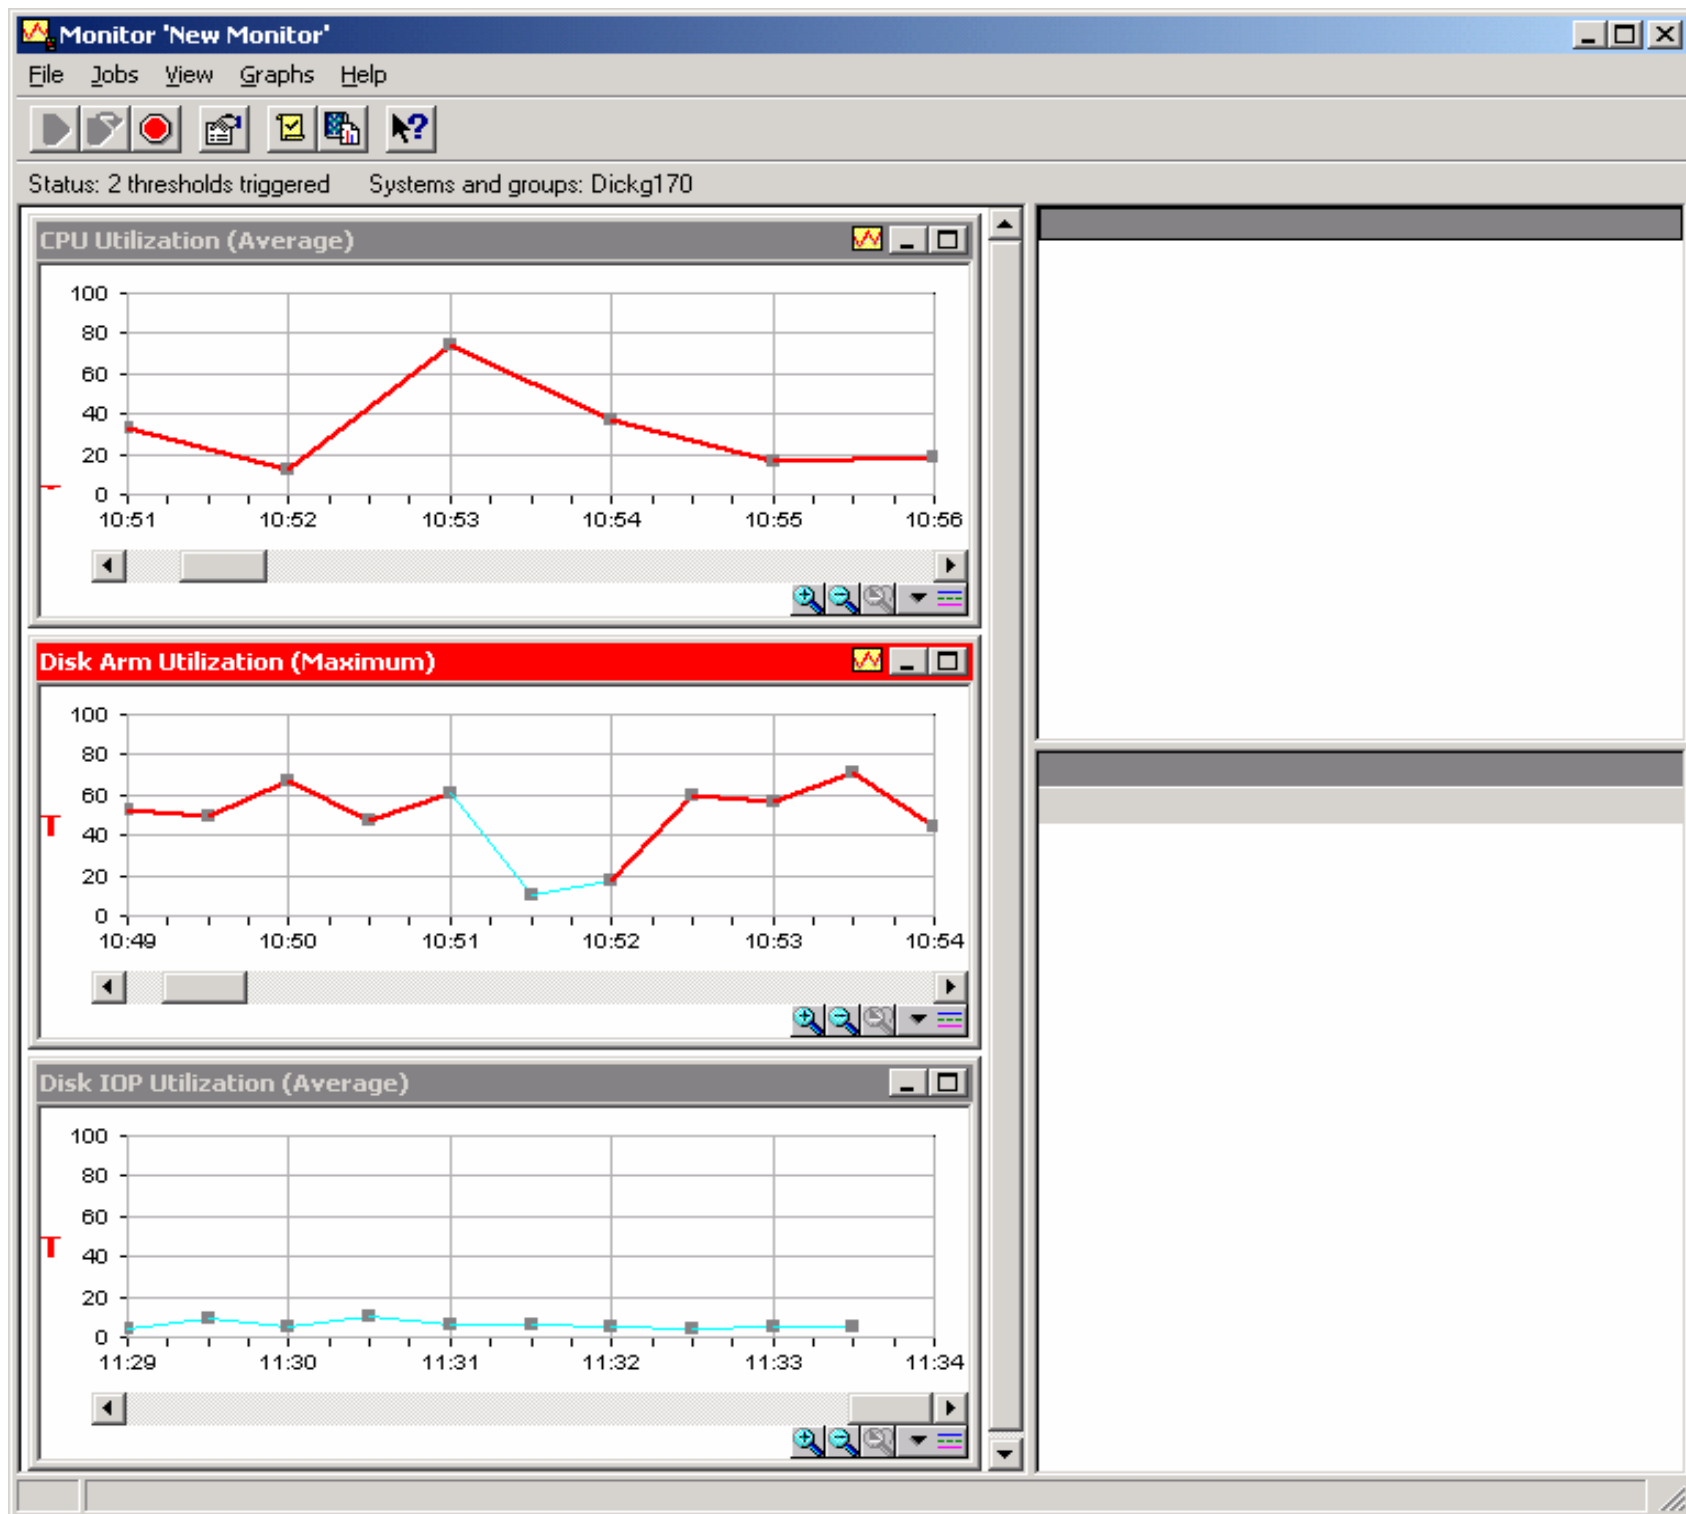 Monitor 'New Monitor'
File Jobs View Graphs Help
Status: 2 thresholds triggered Systems and groups: Dickg170
CPU Utilization (Average)
100
80
60
40
20
0
10:51 10:52 10:53 10:54 10:55 10:56
Disk Arm Utilization (Maximum)
100
80
60
T
40
20
0
10:49 10:50 10:51 10:52 10:53 10:54
Disk IOP Utilization (Average)
100
80
60
T
40
20
0
11:29 11:30 11:31 11:32 11:33 11:34